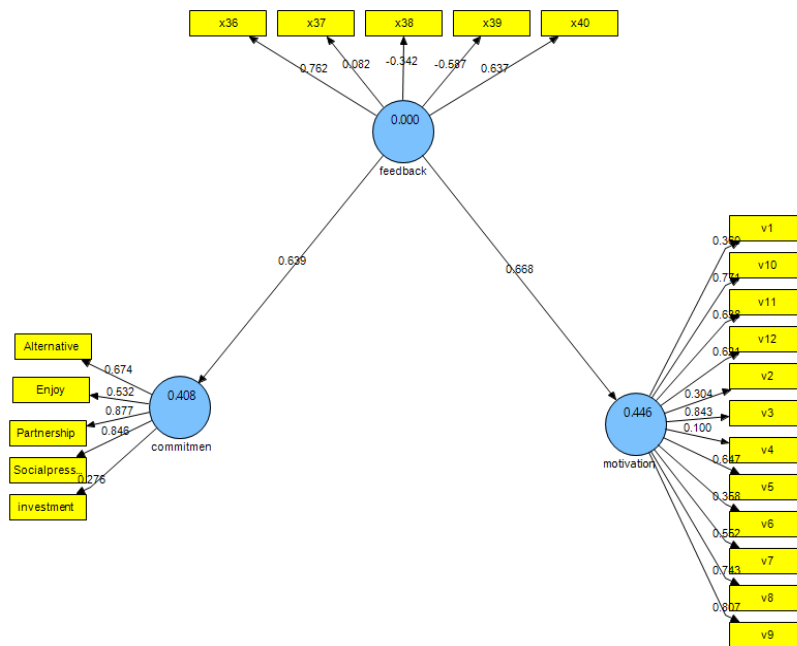 x36
x37
x38
x39
x40
0.762
0.082
-0.342
-0.587
0.637
0.000
feedback
0.639
0.668
Alternative
Enjoy
Partnership
Socialpress...
investment
0.674
0.532
0.877
0.846
0.276
0.408
commitmen
0.446
motivation
0.771
0.304
0.843
0.100
0.647
0.358
0.552
0.743
0.807
v1
v10
v11
v12
v2
v3
v4
v5
v6
v7
v8
v9